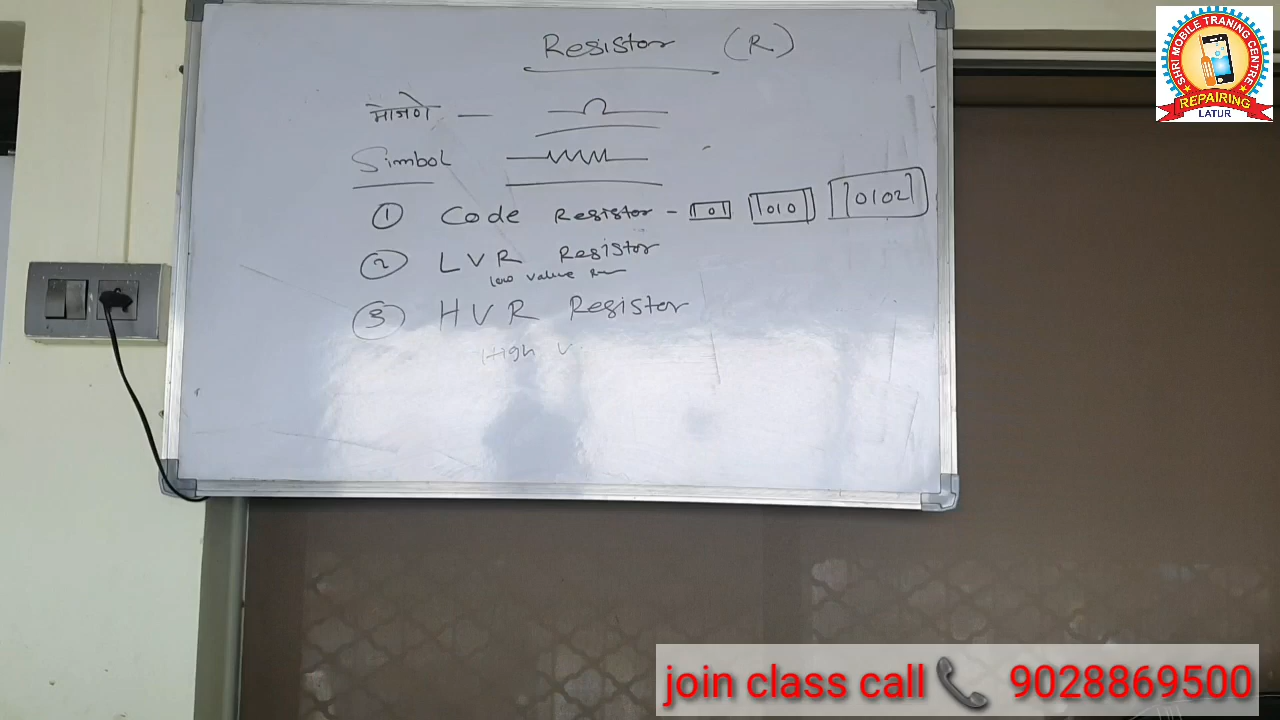 Resistor (R)
मोजणे —
Simbol
① Code Resistor - 101 010 0102
② LVR Resistor
low value
③ HVR Resistor
High V
SHRI MOBILE TRANING CENTRE
REPAIRING
LATUR
join class call 9028869500